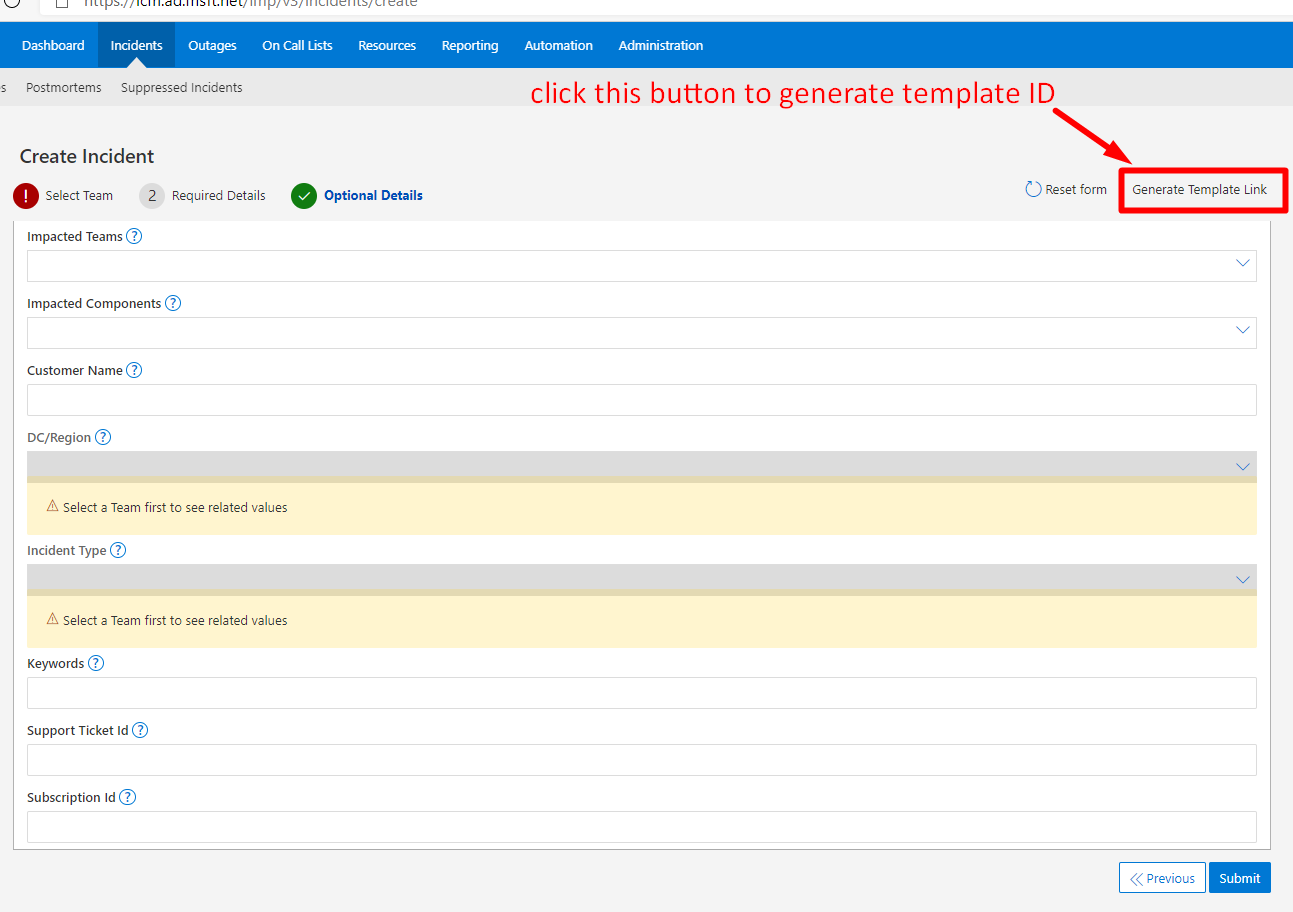 https://icm.ad.msft.net/imp/v3/incidents/create
Dashboard Incidents Outages On Call Lists Resources Reporting Automation Administration
Postmortems Suppressed Incidents
click this button to generate template ID
Create Incident
! Select Team 2 Required Details Optional Details Reset form Generate Template Link
Impacted Teams ?
Impacted Components ?
Customer Name ?
DC/Region ?
Select a Team first to see related values
Incident Type ?
Select a Team first to see related values
Keywords ?
Support Ticket Id ?
Subscription Id ?
Previous Submit